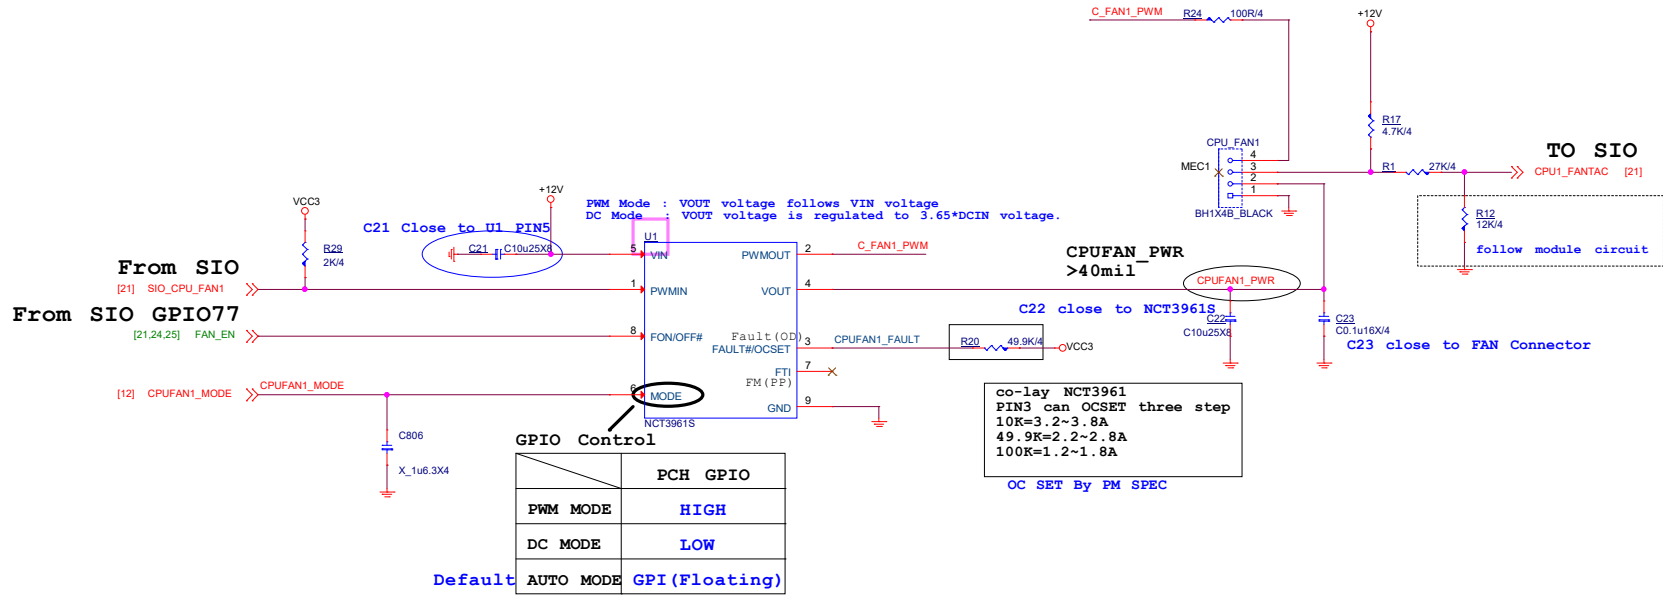 C_FAN1_PWM
R24
100R/4
+12V
R17
4.7K/4
CPU_FAN1
4
3
2
1
MEC1
BH1X4B_BLACK
R1
27K/4
TO SIO
CPU1_FANTAC [21]
R12
12K/4
follow module circuit
VCC3
R29
2K/4
+12V
C21 Close to U1 PIN5
C21
C10u25X8
PWM Mode : VOUT voltage follows VIN voltage
DC Mode : VOUT voltage is regulated to 3.65*DCIN voltage.
From SIO
[21] SIO_CPU_FAN1
From SIO GPIO77
[21,24,25] FAN_EN
[12] CPUFAN1_MODE
CPUFAN1_MODE
C806
X_1u6.3X4
U1
5
VIN
1
PWMIN
8
FON/OFF#
6
MODE
PWMOUT
2
VOUT
4
Fault(OD)
FAULT#/OCSET
3
FTI
7
FM(PP)
GND
9
NCT3961S
C_FAN1_PWM
CPUFAN1_FAULT
R20
49.9K/4
VCC3
CPUFAN_PWR
>40mil
CPUFAN1_PWR
C22 close to NCT3961S
C22
C10u25X8
C23
C0.1u16X/4
C23 close to FAN Connector
co-lay NCT3961
PIN3 can OCSET three step
10K=3.2~3.8A
49.9K=2.2~2.8A
100K=1.2~1.8A
OC SET By PM SPEC
GPIO Control
PCH GPIO
PWM MODE HIGH
DC MODE LOW
Default AUTO MODE GPI(Floating)